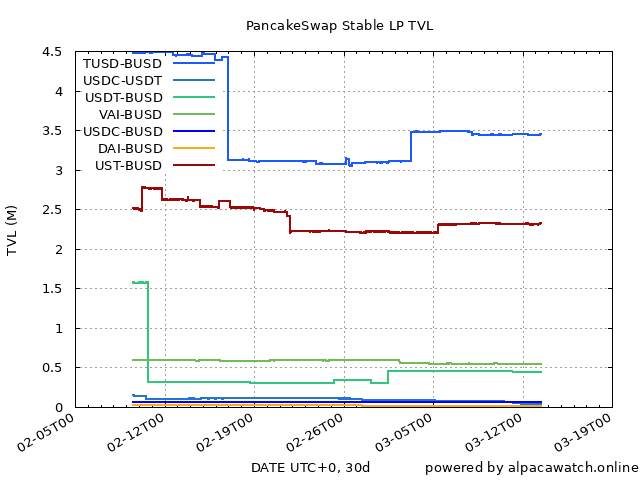 PancakeSwap Stable LP TVL
4.5
4
3.5
3
2.5
2
1.5
1
0.5
0
TVL (M)
TUSD-BUSD
USDC-USDT
USDT-BUSD
VAI-BUSD
USDC-BUSD
DAI-BUSD
UST-BUSD
02-05T00
02-12T00
02-19T00
02-26T00
03-05T00
03-12T00
03-19T00
DATE UTC+0, 30d
powered by alpacawatch.online